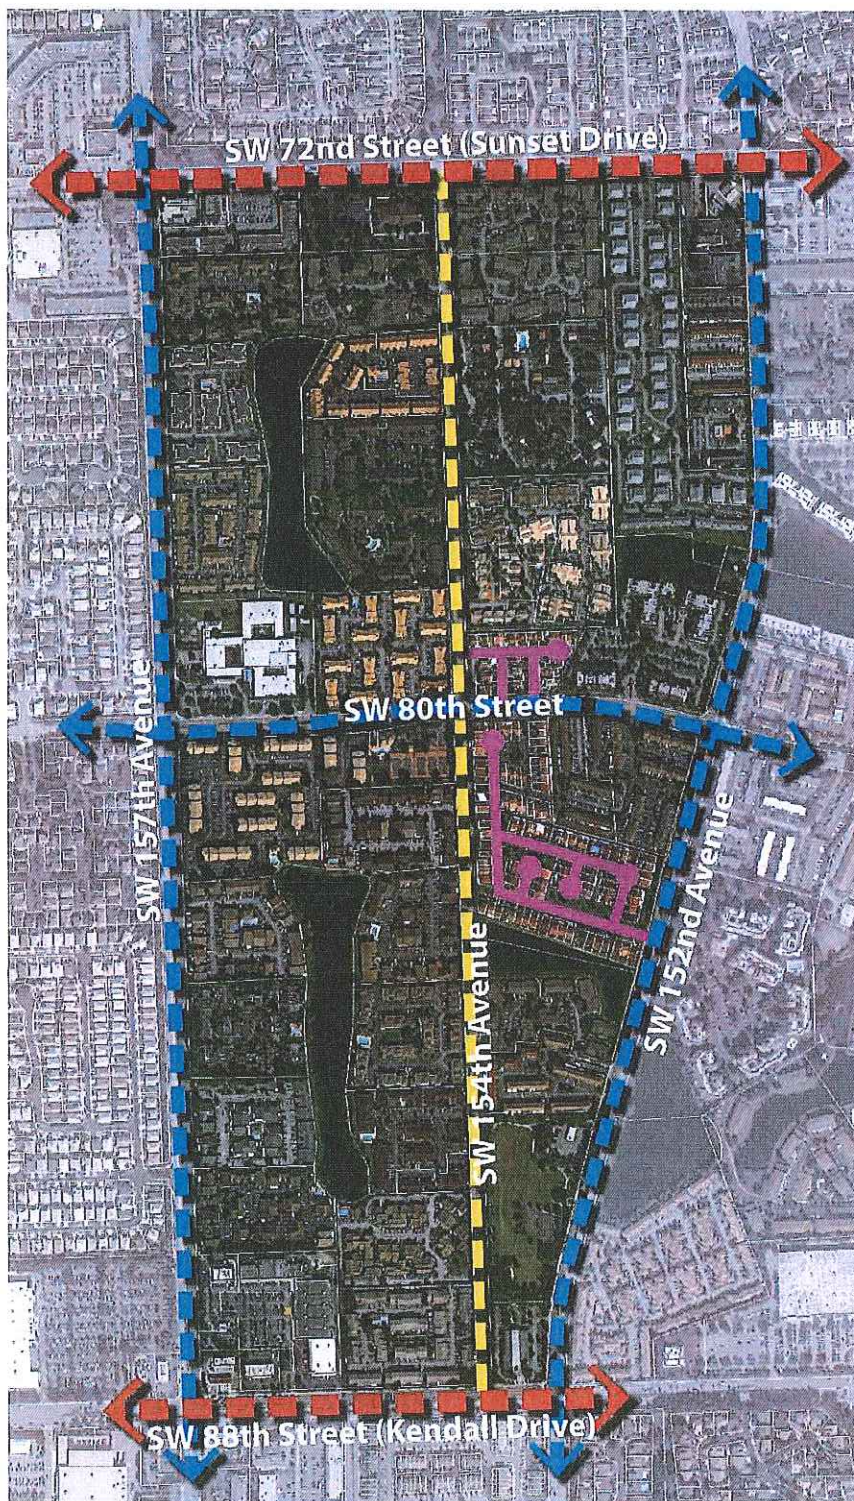 SW 72nd Street (Sunset Drive)
SW 157th Avenue
SW 80th Street
SW 152nd Avenue
SW 154th Avenue
SW 88th Street (Kendall Drive)